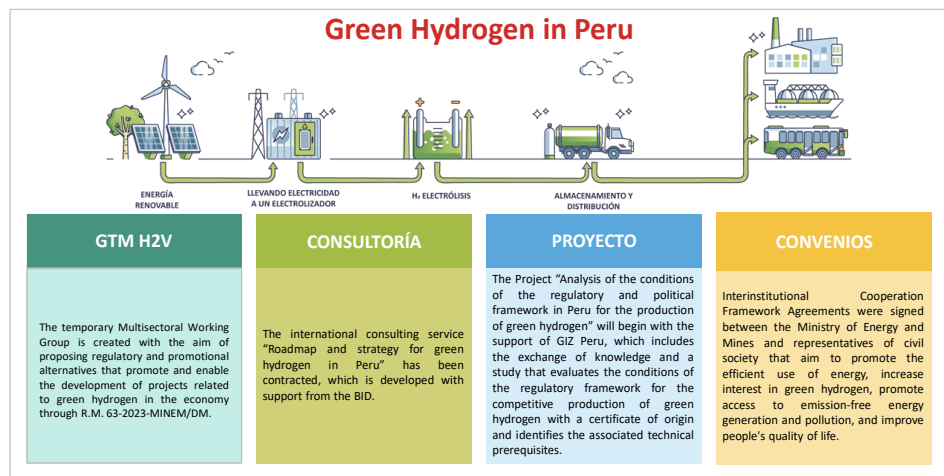 Green Hydrogen in Peru
ENERGÍA
RENOVABLE
LLEVANDO ELECTRICIDAD
A UN ELECTROLIZADOR
H₂ ELECTRÓLISIS
ALMACENAMIENTO Y
DISTRIBUCIÓN
GTM H2V
The temporary Multisectoral Working
Group is created with the aim of
proposing regulatory and promotional
alternatives that promote and enable
the development of projects related
to green hydrogen in the economy
through R.M. 63-2023-MINEM/DM.
CONSULTORÍA
The international consulting service
“Roadmap and strategy for green
hydrogen in Peru” has been
contracted, which is developed with
support from the BID.
PROYECTO
The Project “Analysis of the conditions
of the regulatory and political
framework in Peru for the production
of green hydrogen” will begin with the
support of GIZ Peru, which includes
the exchange of knowledge and a
study that evaluates the conditions of
the regulatory framework for the
competitive production of green
hydrogen with a certificate of origin
and identifies the associated technical
prerequisites.
CONVENIOS
Interinstitutional Cooperation
Framework Agreements were signed
between the Ministry of Energy and
Mines and representatives of civil
society that aim to promote the
efficient use of energy, increase
interest in green hydrogen, promote
access to emission-free energy
generation and pollution, and improve
people's quality of life.